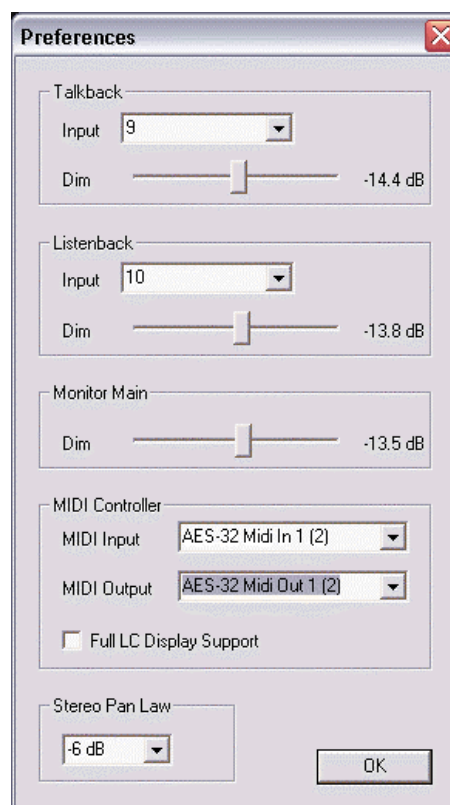 Preferences
Talkback
Input 9
Dim -14.4 dB
Listenback
Input 10
Dim -13.8 dB
Monitor Main
Dim -13.5 dB
MIDI Controller
MIDI Input AES-32 Midi In 1 (2)
MIDI Output AES-32 Midi Out 1 (2)
Full LC Display Support
Stereo Pan Law
-6 dB
OK